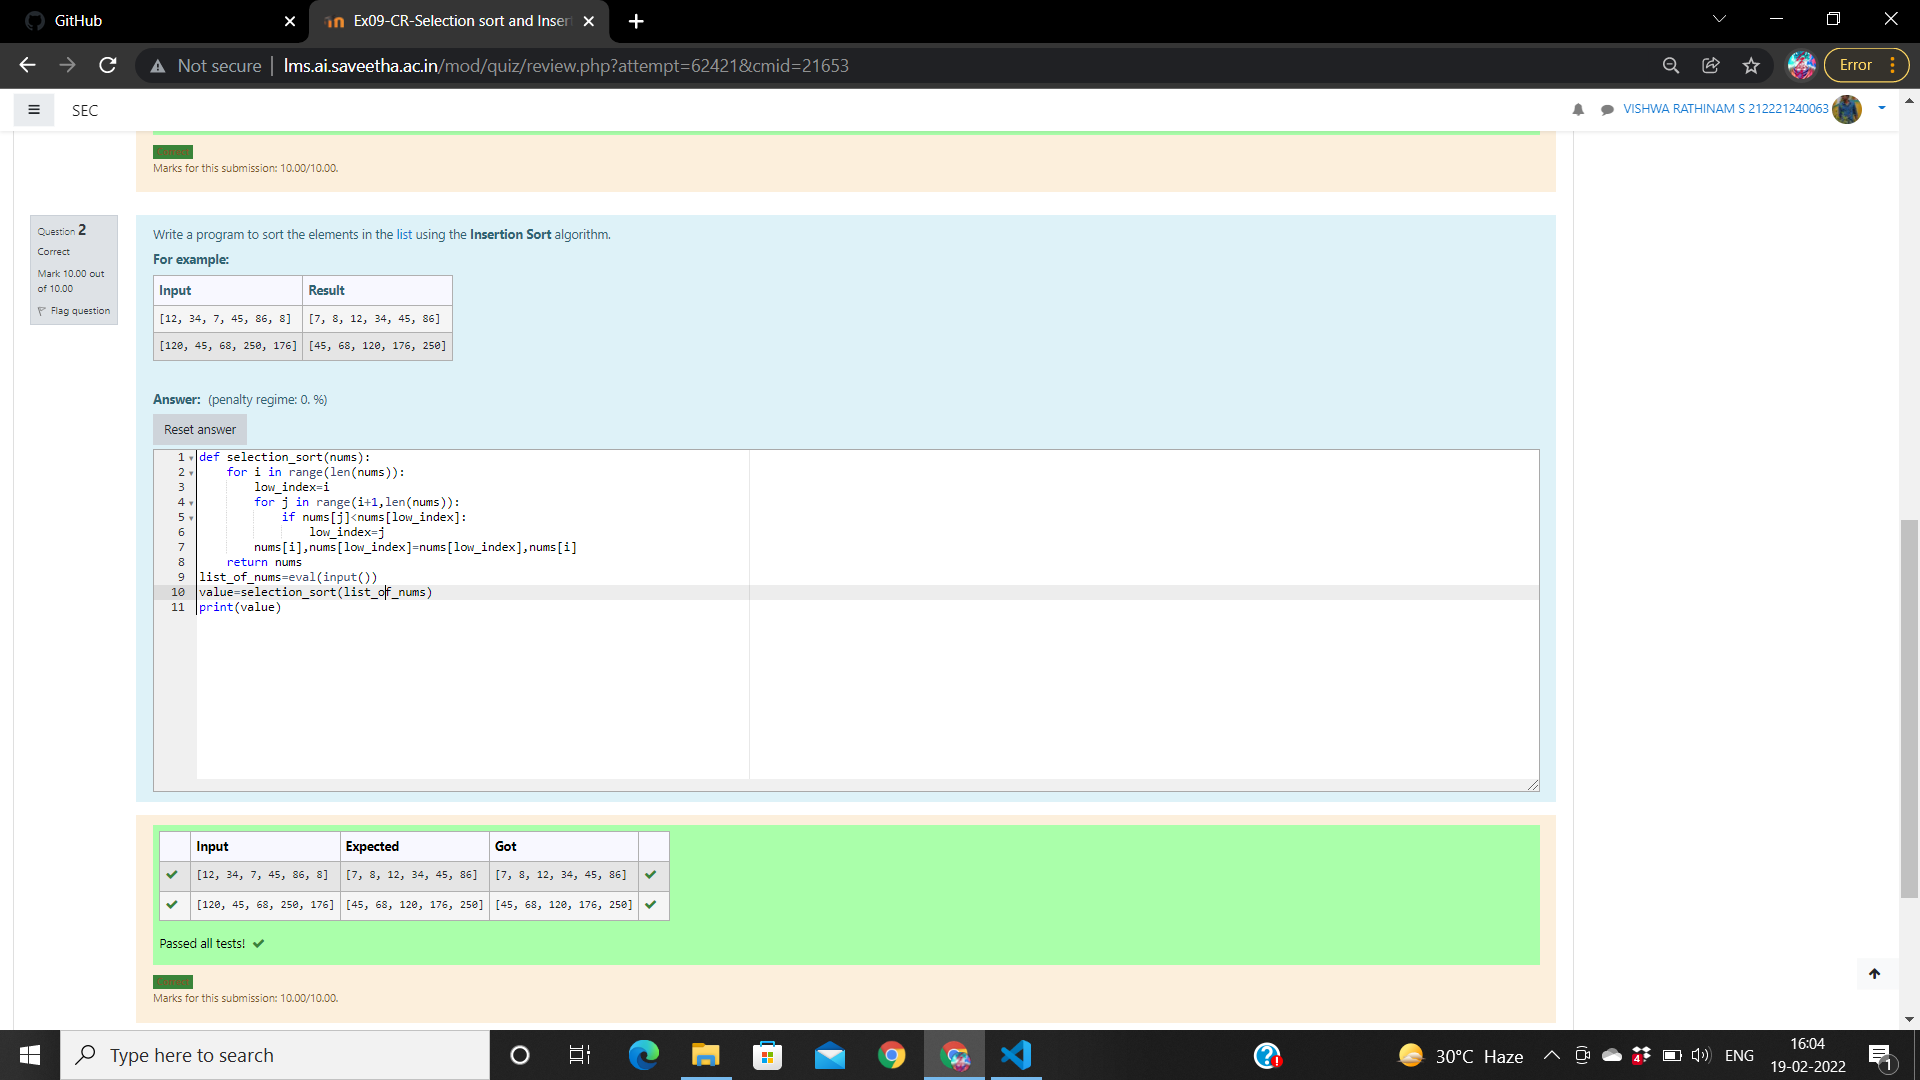 GitHub
Ex09-CR-Selection sort and Inser
Not secure
lms.ai.saveetha.ac.in/mod/quiz/review.php?attempt=62421&cmid=21653
Error
SEC
VISHWA RATHINAM S 212221240063
Correct
Marks for this submission: 10.00/10.00.
Question 2
Correct
Mark 10.00 out
of 10.00
Flag question
Write a program to sort the elements in the list using the Insertion Sort algorithm.
For example:
Input Result
[12, 34, 7, 45, 86, 8] [7, 8, 12, 34, 45, 86]
[120, 45, 68, 250, 176] [45, 68, 120, 176, 250]
Answer: (penalty regime: 0. %)
Reset answer
1 def selection_sort(nums):
2 for i in range(len(nums)):
3 low_index=i
4 for j in range(i+1,len(nums)):
5 if nums[j]<nums[low_index]:
6 low_index=j
7 nums[i],nums[low_index]=nums[low_index],nums[i]
8 return nums
9 list_of_nums=eval(input())
10 value=selection_sort(list_of_nums)
11 print(value)
Input Expected Got
[12, 34, 7, 45, 86, 8] [7, 8, 12, 34, 45, 86] [7, 8, 12, 34, 45, 86]
[120, 45, 68, 250, 176] [45, 68, 120, 176, 250] [45, 68, 120, 176, 250]
Passed all tests!
Correct
Marks for this submission: 10.00/10.00.
Type here to search
30°C Haze
4
ENG
16:04
19-02-2022
1